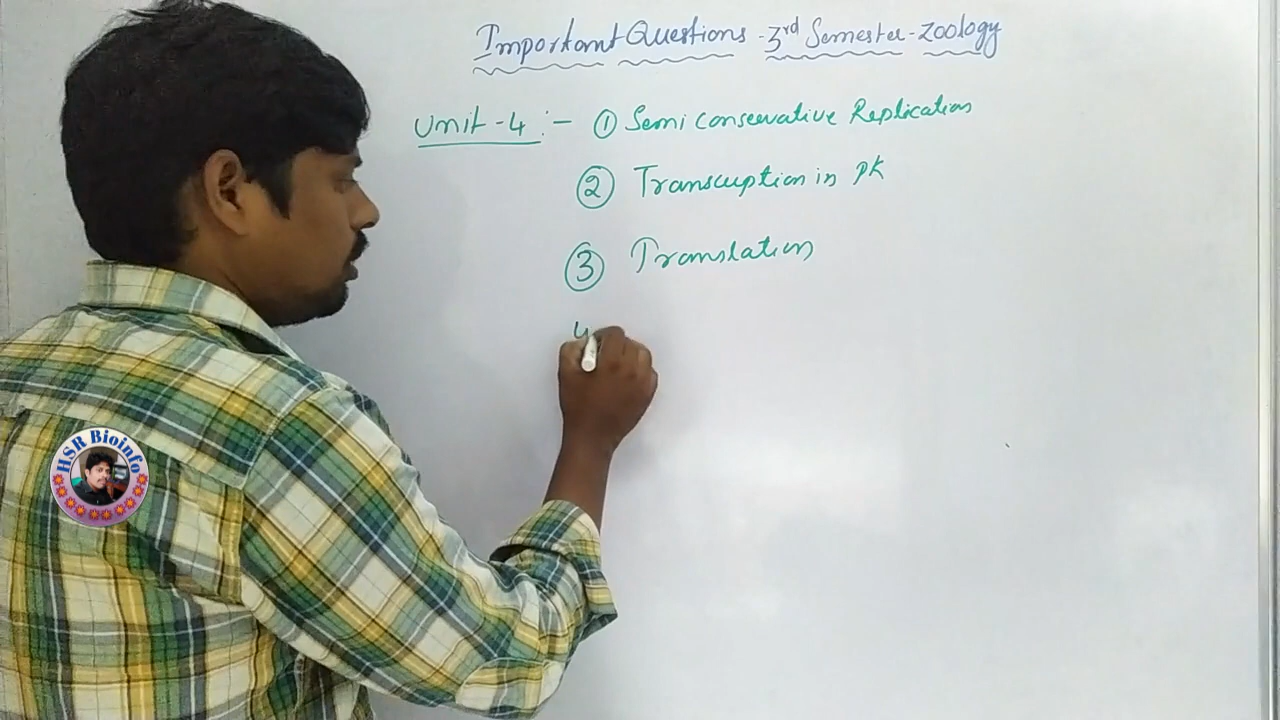 Important Questions - 3rd Semester - Zoology
Unit - 4 :- ① Semi conservative Replication
② Transcription in PK
③ Translation
4
HSR Bioinfo